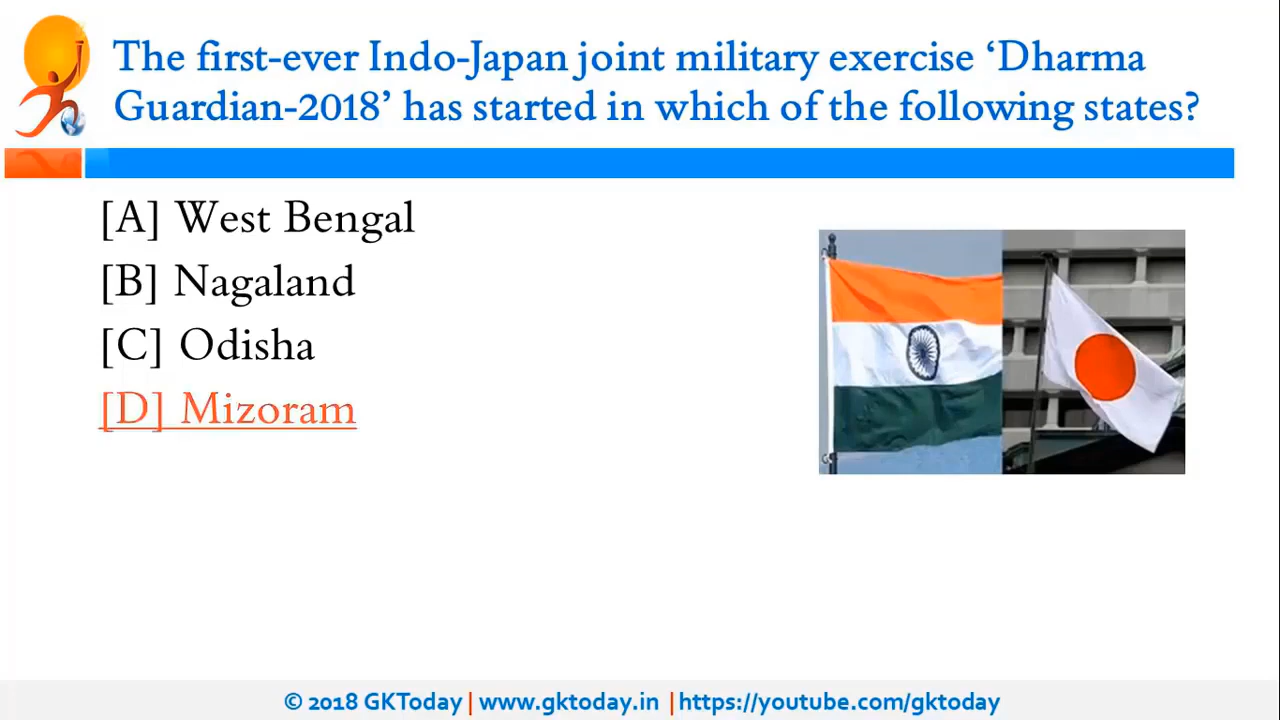 The first-ever Indo-Japan joint military exercise ‘Dharma
Guardian-2018’ has started in which of the following states?
[A] West Bengal
[B] Nagaland
[C] Odisha
[D] Mizoram
© 2018 GKToday | www.gktoday.in | https://youtube.com/gktoday